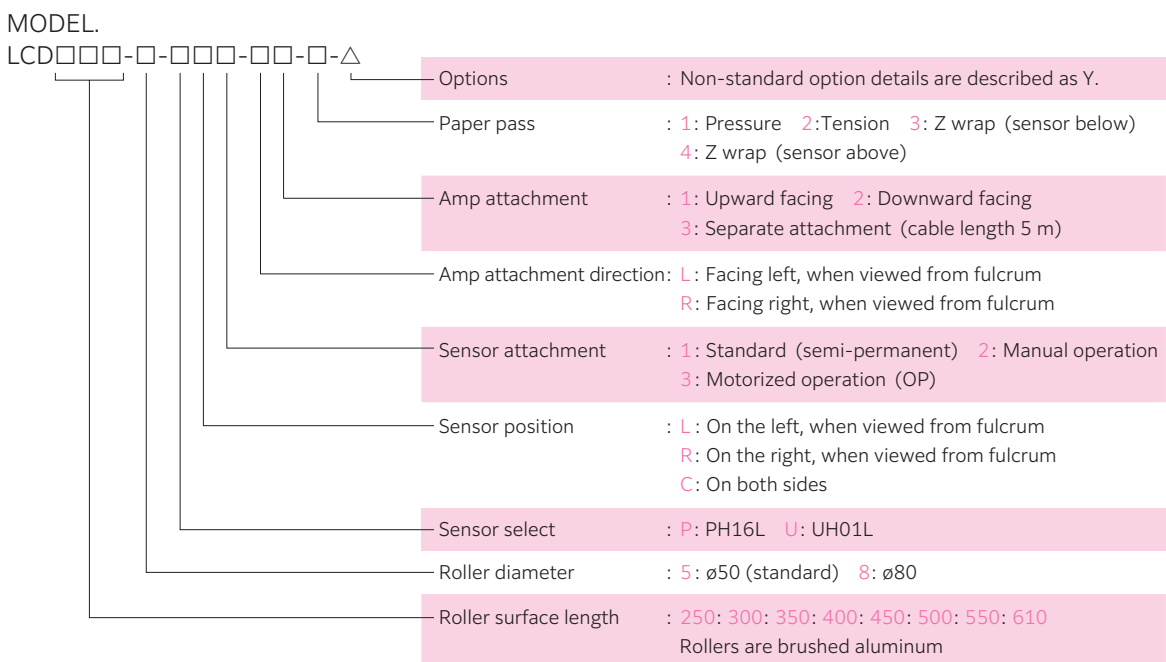 MODEL.
LCD□□□-□-□□□-□□-□-△
Options : Non-standard option details are described as Y.
Paper pass : 1: Pressure 2:Tension 3: Z wrap (sensor below)
4: Z wrap (sensor above)
Amp attachment : 1: Upward facing 2: Downward facing
3: Separate attachment (cable length 5 m)
Amp attachment direction: L: Facing left, when viewed from fulcrum
R: Facing right, when viewed from fulcrum
Sensor attachment : 1: Standard (semi-permanent) 2: Manual operation
3: Motorized operation (OP)
Sensor position : L: On the left, when viewed from fulcrum
R: On the right, when viewed from fulcrum
C: On both sides
Sensor select : P: PH16L U: UH01L
Roller diameter : 5: ø50 (standard) 8: ø80
Roller surface length : 250: 300: 350: 400: 450: 500: 550: 610
Rollers are brushed aluminum